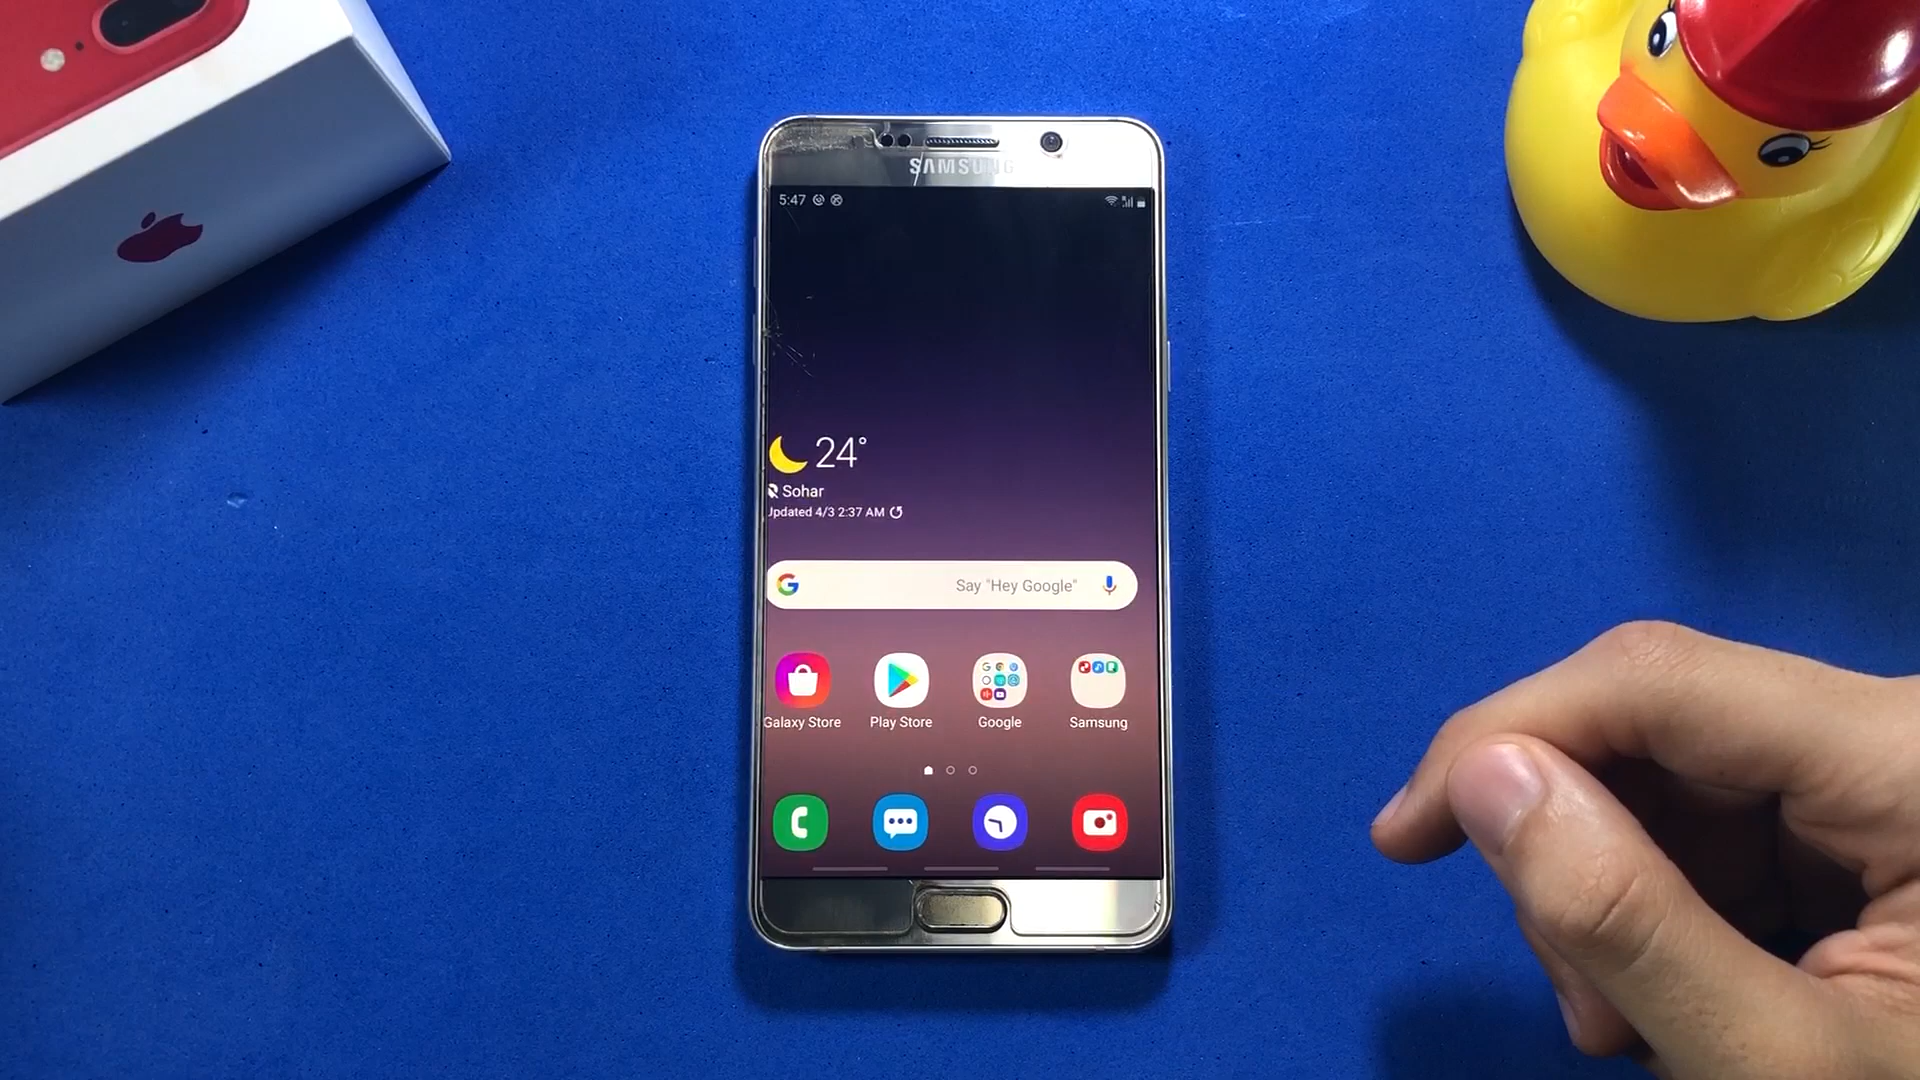 SAMSUNG
5:47
24°
Sohar
Updated 4/3 2:37 AM
Say "Hey Google"
Galaxy Store
Play Store
Google
Samsung